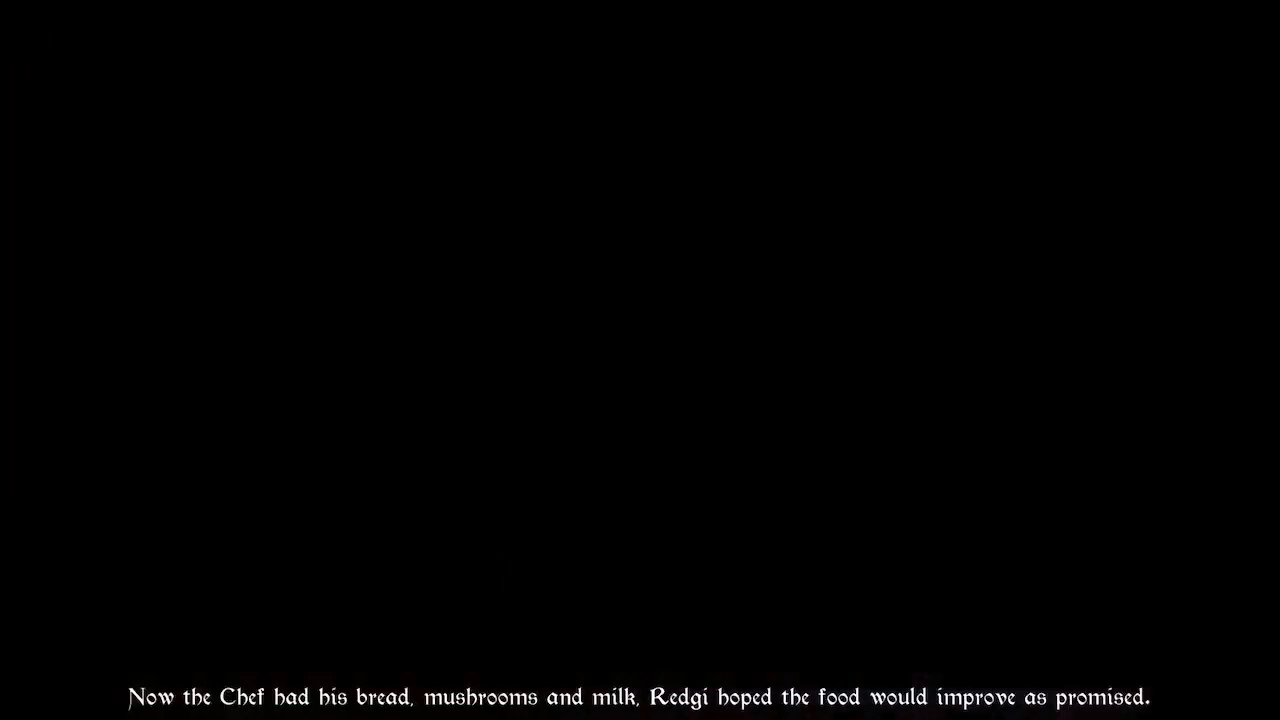 Now the Chef had his bread, mushrooms and milk, Redgi hoped the food would improve as promised.